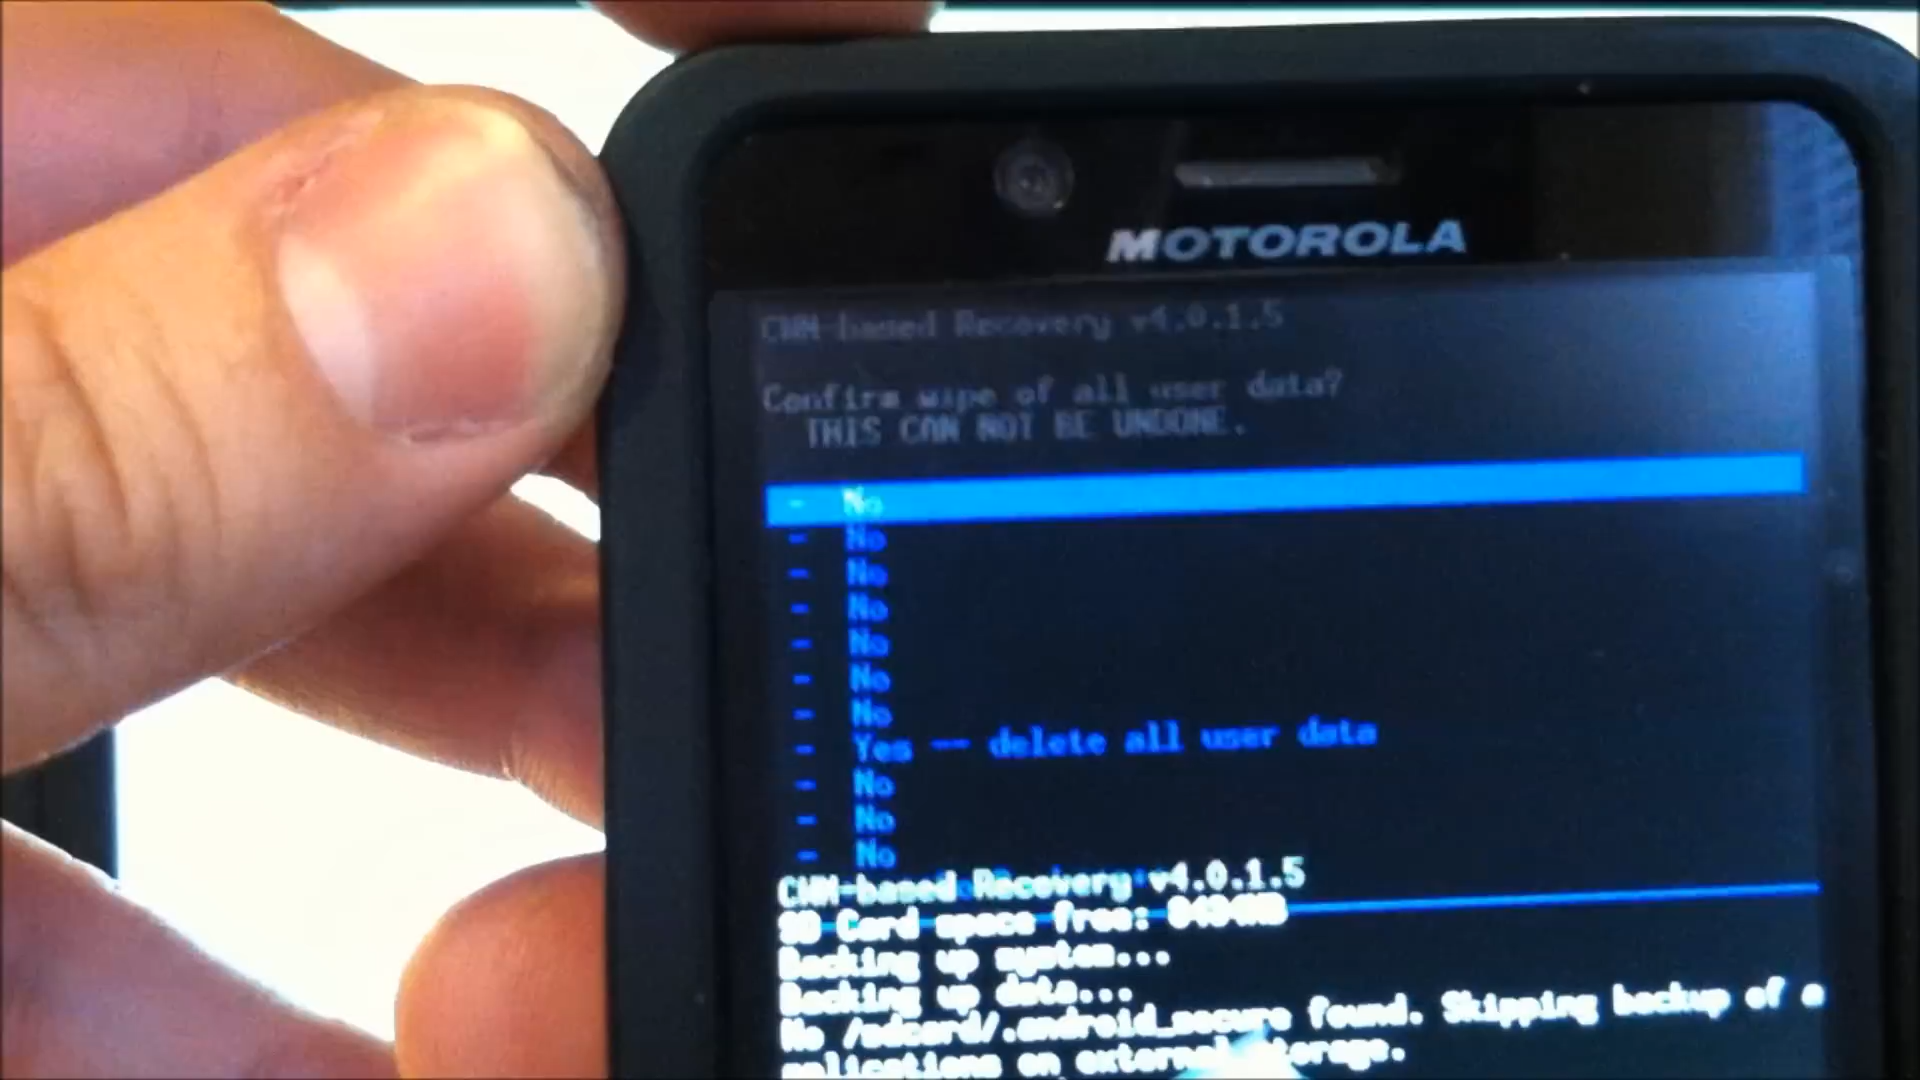 MOTOROLA
CWM-based Recovery v4.0.1.5
Confirm wipe of all user data?
THIS CAN NOT BE UNDONE.
- No
- No
- No
- No
- No
- No
- No
- Yes -- delete all user data
- No
- No
- No
CWM-based Recovery v4.0.1.5
SD Card space free: 8494MB
Backing up system...
Backing up data...
No /sdcard/.android_secure found. Skipping backup of a
pplications on external storage.